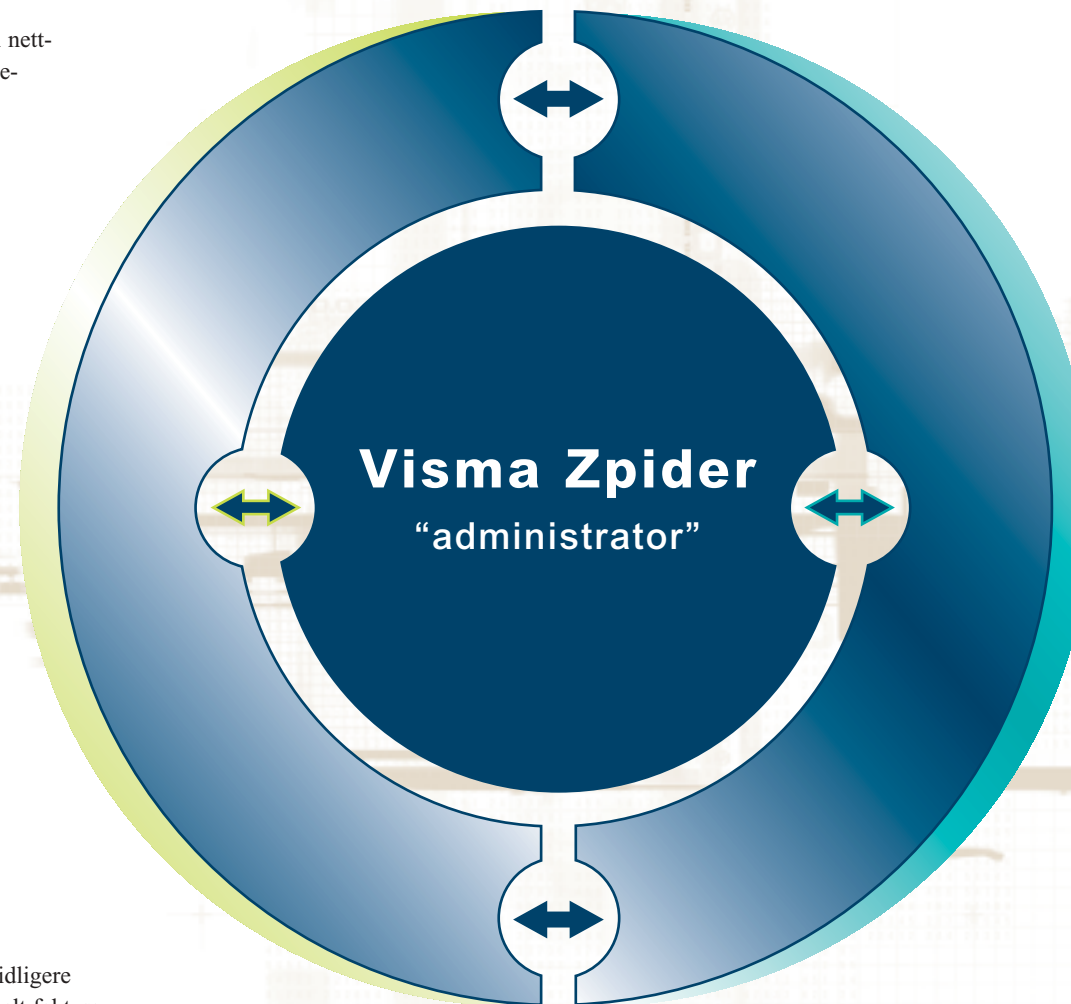 nett-
e-
Visma Zpider
“administrator”
idligere